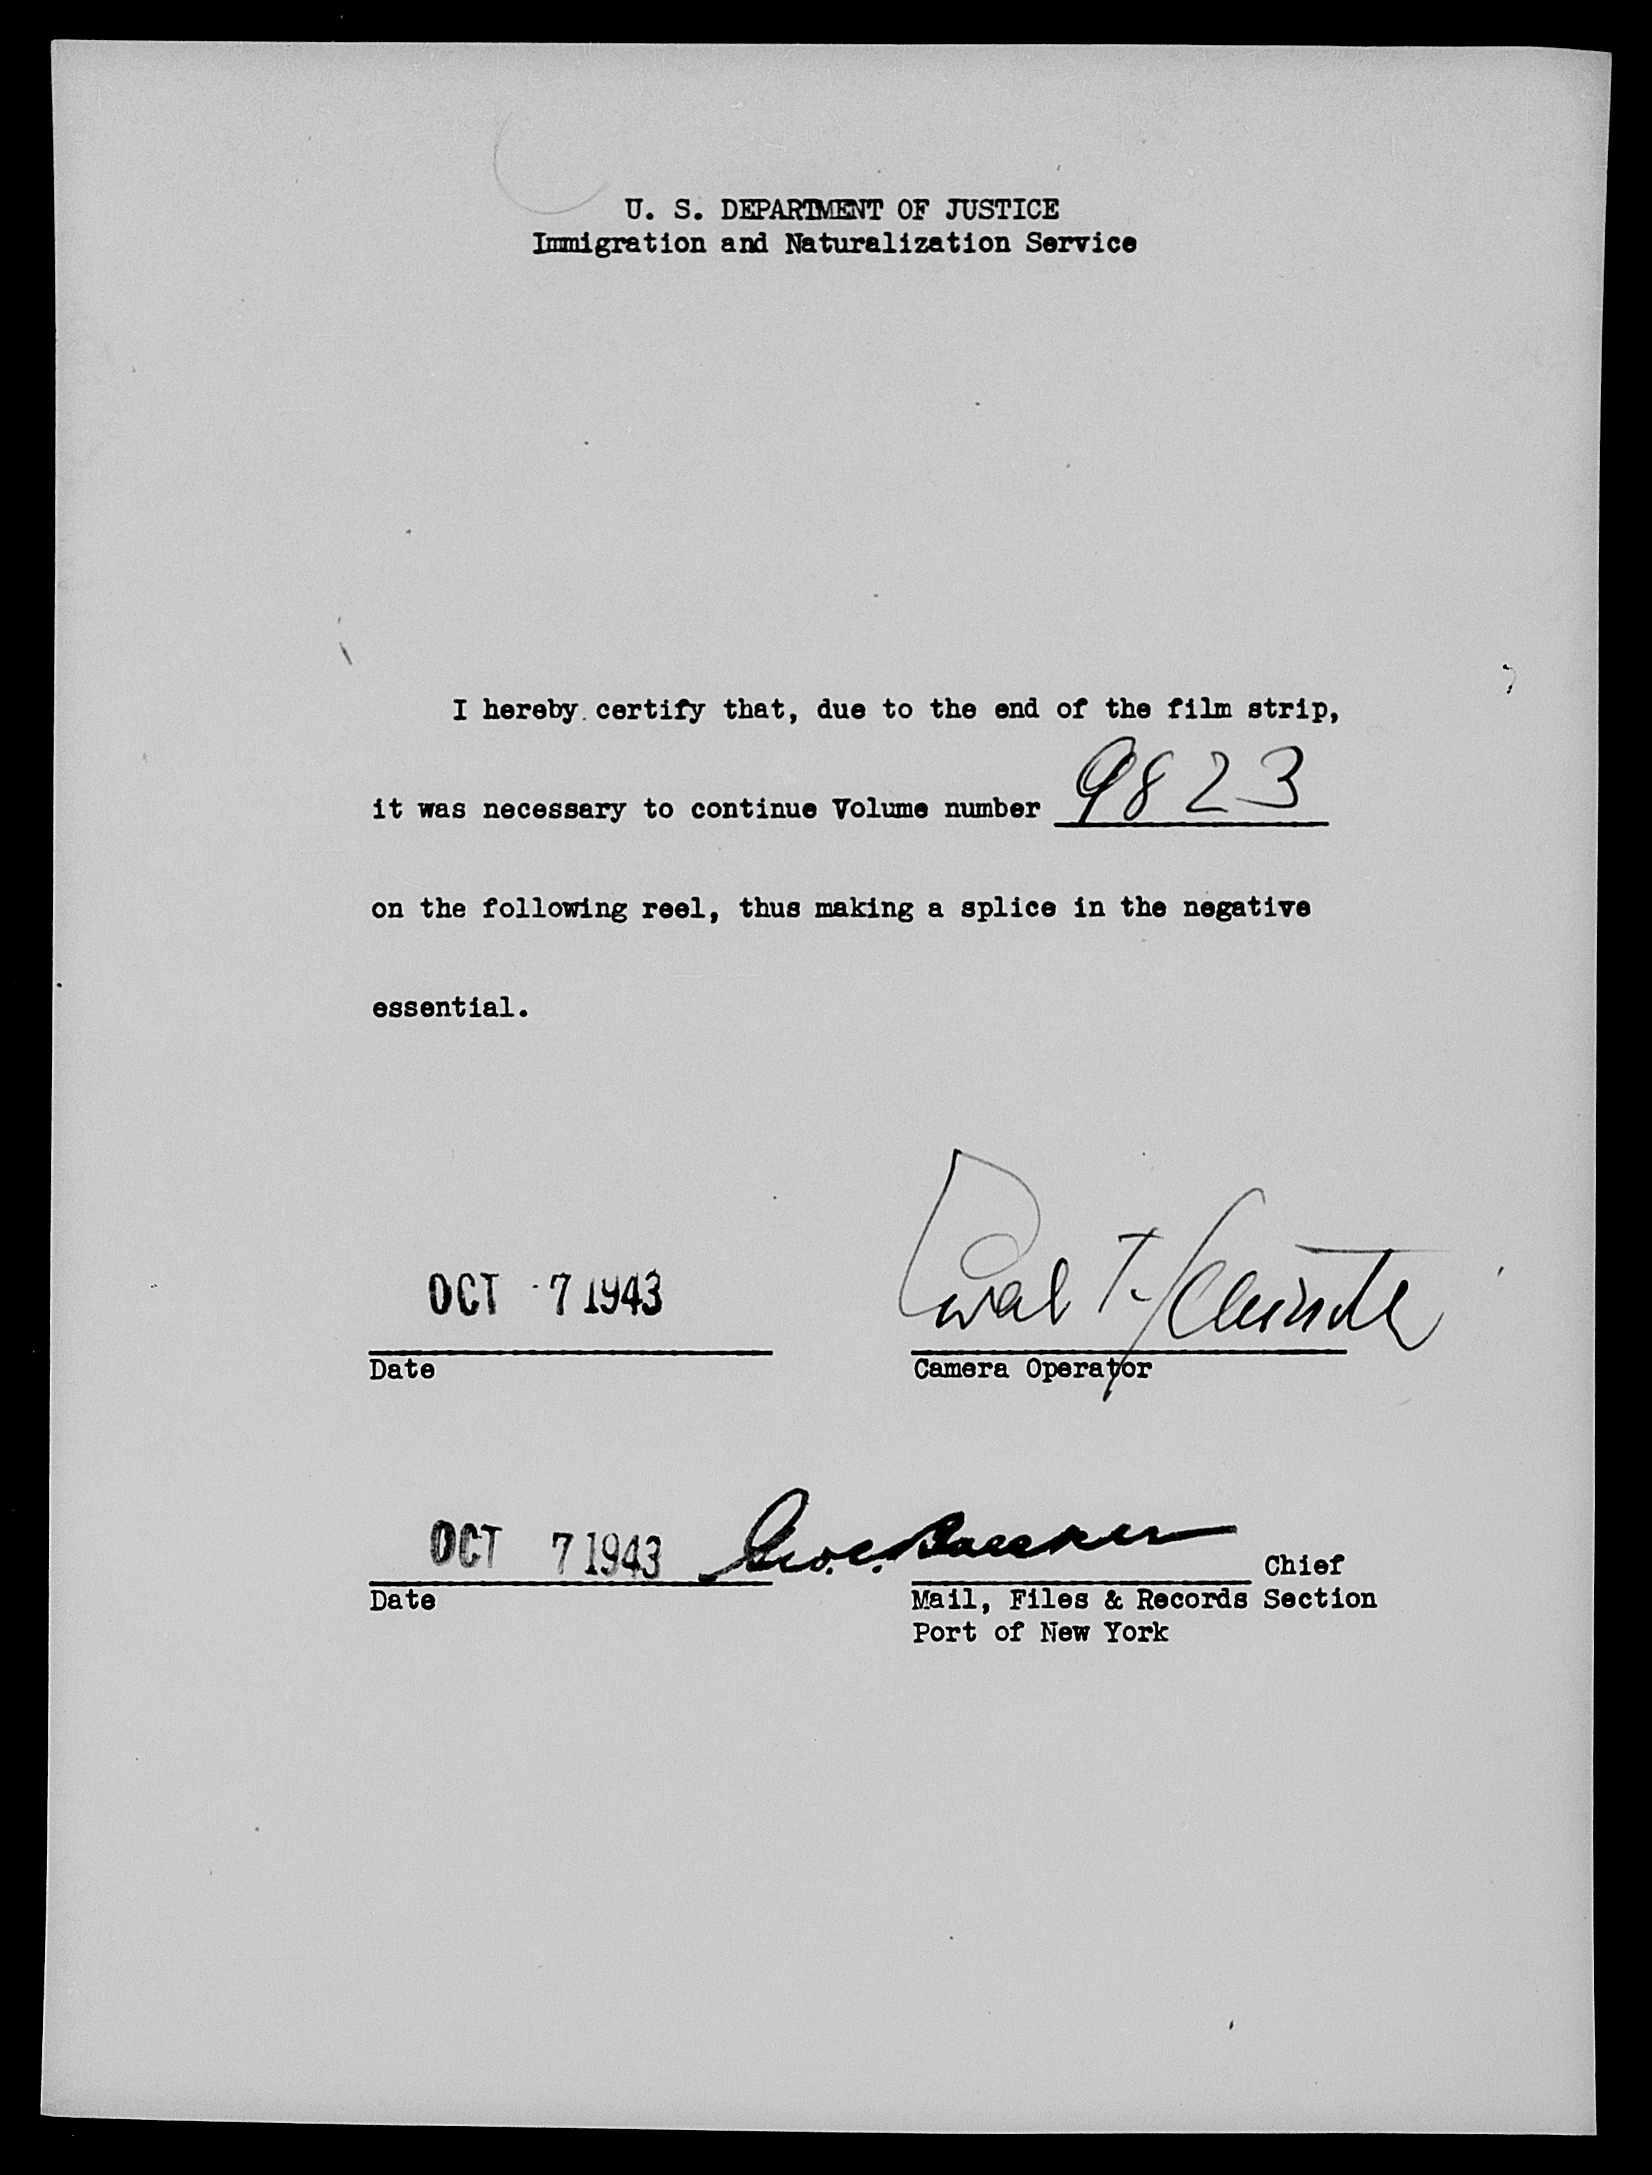 U. S. DEPARTMENT OF JUSTICE
Immigration and Naturalization Service
I hereby certify that, due to the end of the film strip,
it was necessary to continue Volume number 9823
on the following reel, thus making a splice in the negative
essential.
OCT 7 1943
Date
Camera Operator
OCT 7 1943
Chief
Date
Mail, Files & Records Section
Port of New York